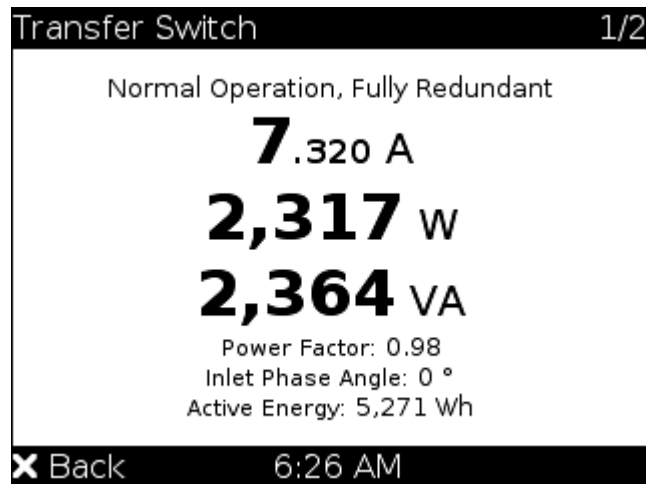 Transfer Switch 1/2
Normal Operation, Fully Redundant
7.320 A
2,317 W
2,364 VA
Power Factor: 0.98
Inlet Phase Angle: 0 °
Active Energy: 5,271 Wh
✕ Back 6:26 AM